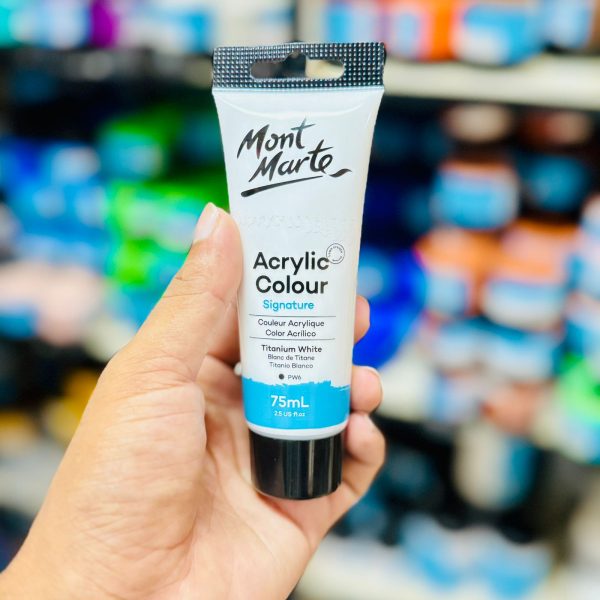 Mont
Marte
Acrylic
Colour
Signature
Couleur Acrylique
Color Acrílico
Titanium White
Blanc de Titane
Titanio Blanco
PW6
75mL
2.5 US fl.oz